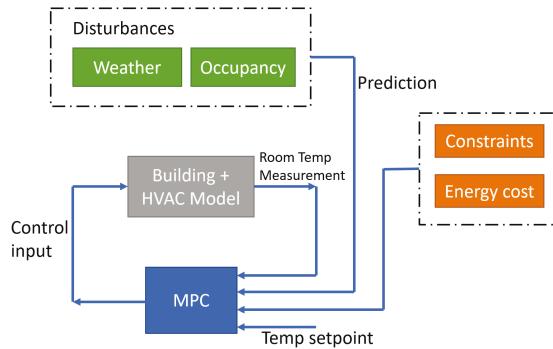 Disturbances
Weather
Occupancy
Prediction
Constraints
Energy cost
Room Temp
Measurement
Building +
HVAC Model
Control
input
MPC
Temp setpoint